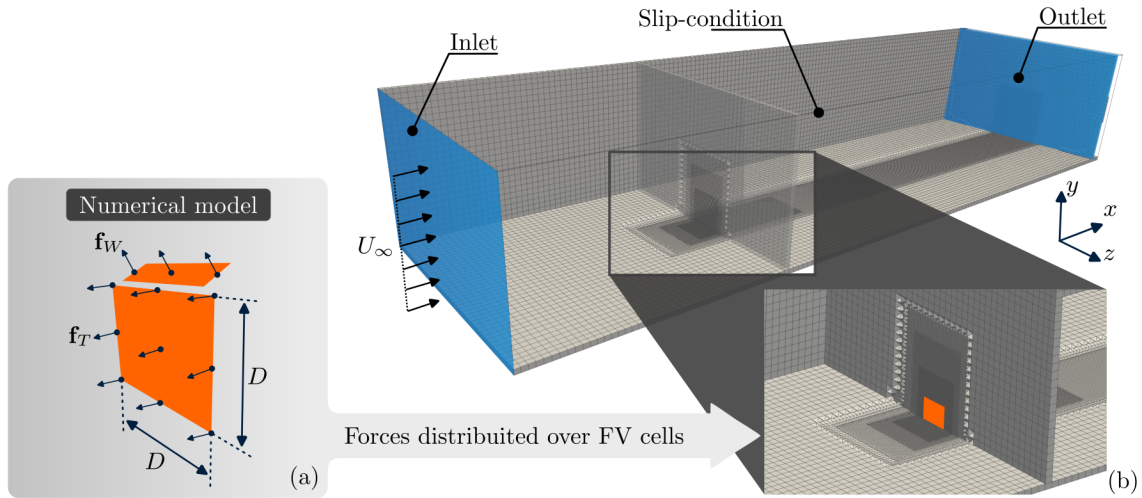 Inlet
Slip-condition
Outlet
Numerical model
f_W
f_T
D
D
(a)
U_∞
y
x
z
Forces distribuited over FV cells
(b)